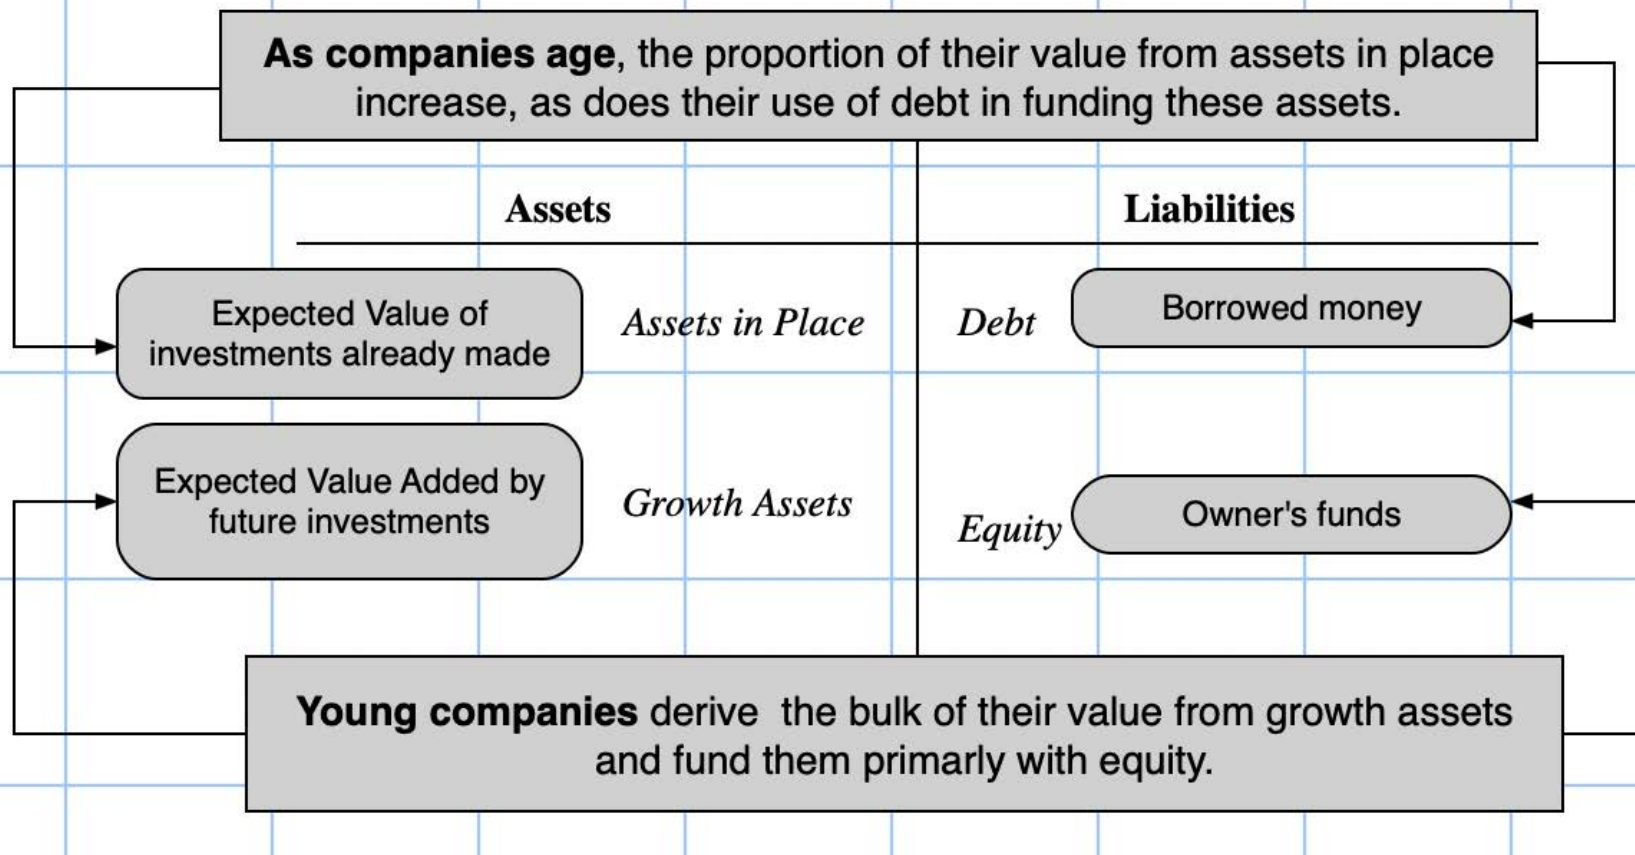 As companies age, the proportion of their value from assets in place
increase, as does their use of debt in funding these assets.
Assets
Liabilities
Expected Value of
investments already made
Assets in Place
Debt
Borrowed money
Expected Value Added by
future investments
Growth Assets
Equity
Owner's funds
Young companies derive  the bulk of their value from growth assets
and fund them primarly with equity.